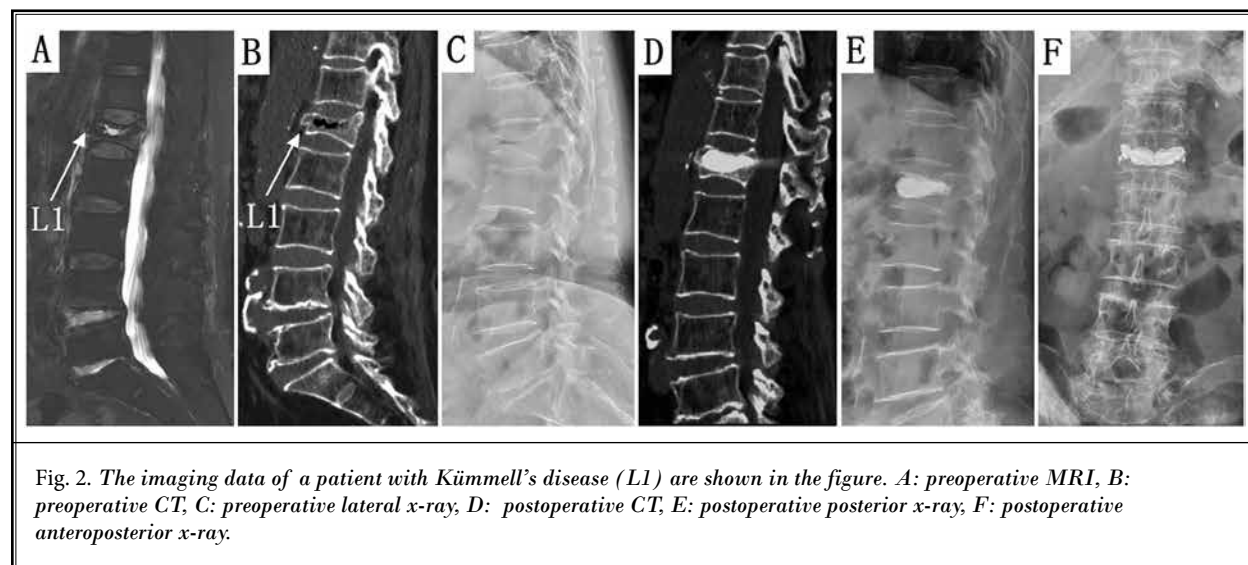 A B C D E F
L1 L1
Fig. 2. The imaging data of a patient with Kümmell's disease (L1) are shown in the figure. A: preoperative MRI, B:
preoperative CT, C: preoperative lateral x-ray, D: postoperative CT, E: postoperative posterior x-ray, F: postoperative
anteroposterior x-ray.